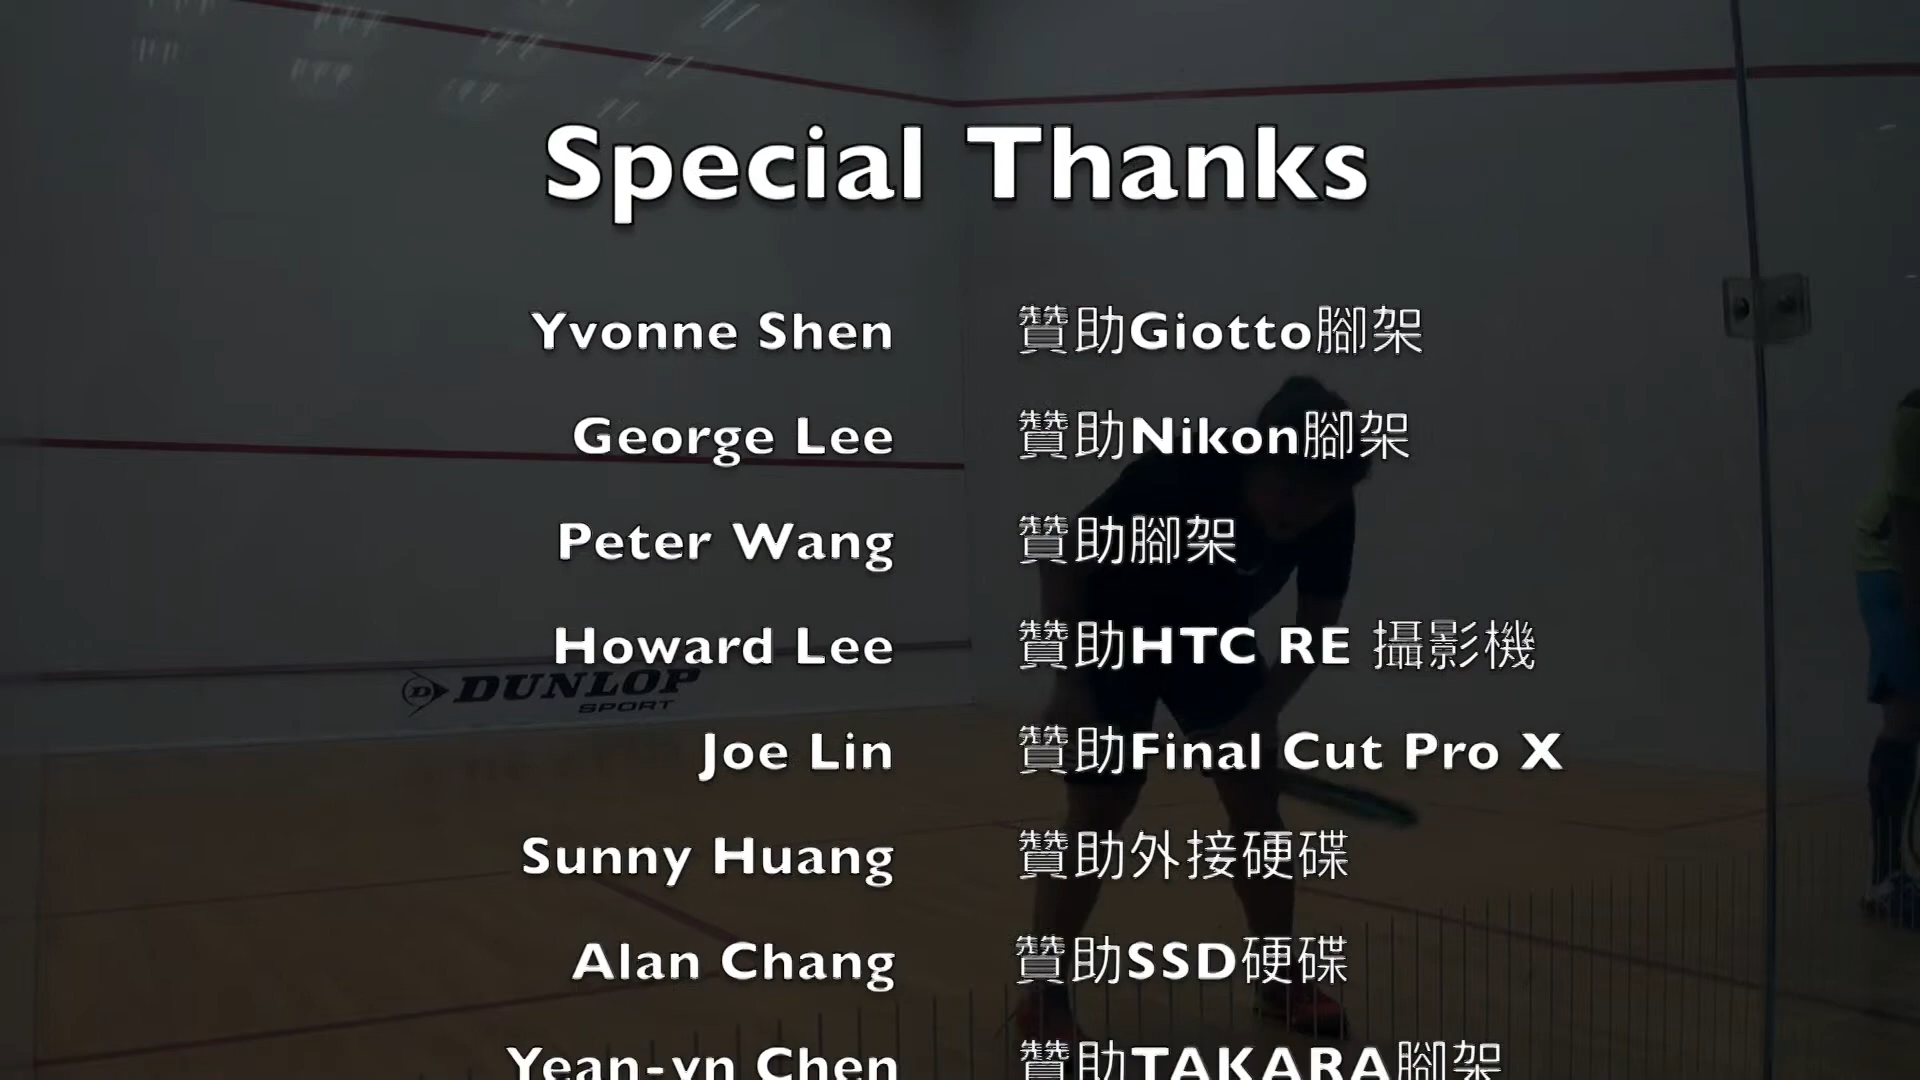 Special Thanks
Yvonne Shen 贊助Giotto腳架
George Lee 贊助Nikon腳架
Peter Wang 贊助腳架
Howard Lee 贊助HTC RE 攝影機
DUNLOP
SPORT
Joe Lin 贊助Final Cut Pro X
Sunny Huang 贊助外接硬碟
Alan Chang 贊助SSD硬碟
Yean-yn Chen 贊助TAKARA腳架